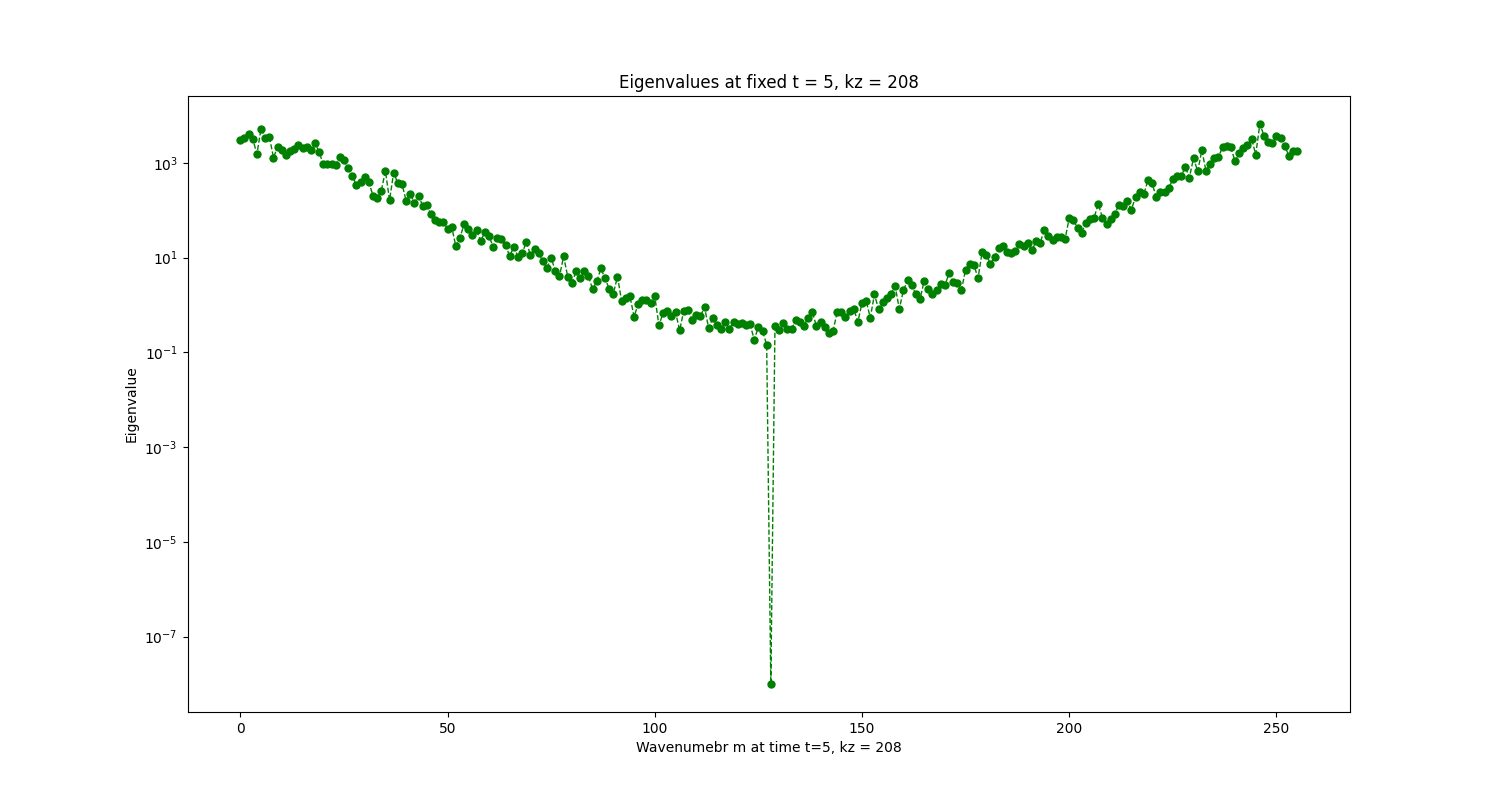 Eigenvalues at fixed t = 5, kz = 208
Eigenvalue
10^3
10^1
10^-1
10^-3
10^-5
10^-7
0 50 100 150 200 250
Wavenumebr m at time t=5, kz = 208